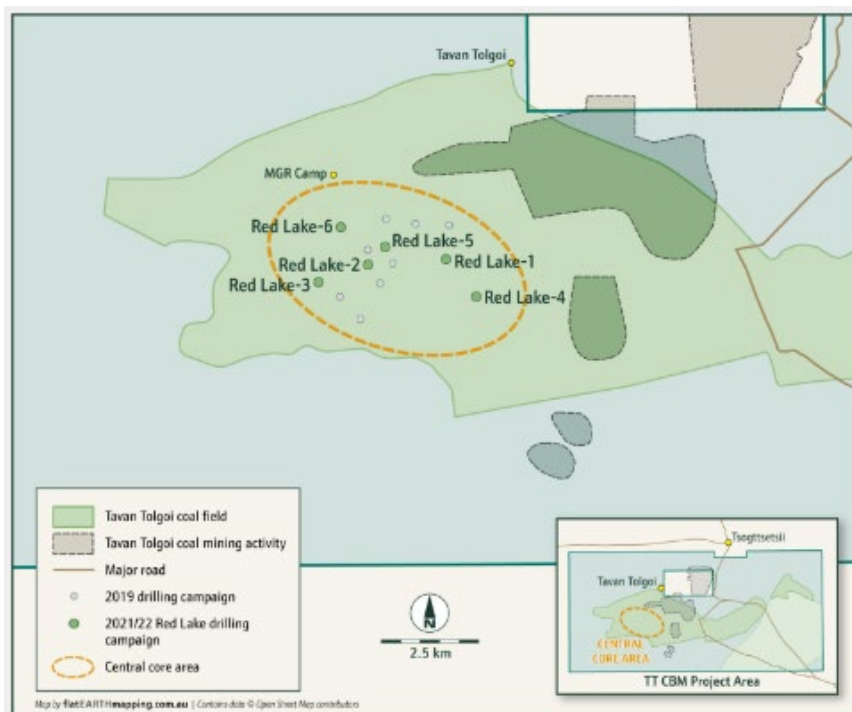 Tavan Tolgoi
MGR Camp
Red Lake-6
Red Lake-5
Red Lake-2
Red Lake-1
Red Lake-3
Red Lake-4
Tavan Tolgoi coal field
Tavan Tolgoi coal mining activity
Major road
2019 drilling campaign
2021/22 Red Lake drilling
campaign
Central core area
N
2.5 km
Tsogttsetsii
Tavan Tolgoi
CENTRAL
CORE AREA
TT CBM Project Area
Map by flatEARTHmapping.com.au | Contains data © Open Street Map contributors